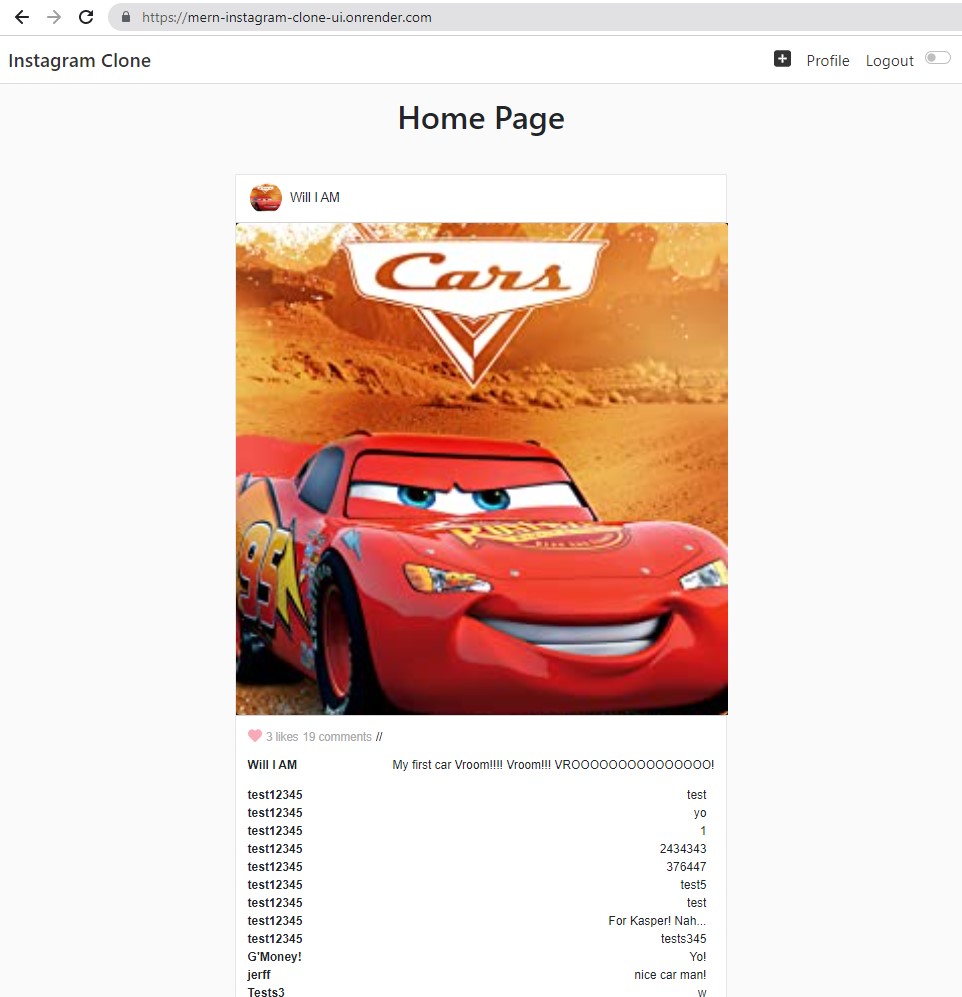 https://mern-instagram-clone-ui.onrender.com
Instagram Clone
Profile Logout
Home Page
Will I AM
Cars
95
3 likes 19 comments //
Will I AM My first car Vroom!!!! Vroom!!! VROOOOOOOOOOOOOOO!
test12345 test
test12345 yo
test12345 1
test12345 2434343
test12345 376447
test12345 test5
test12345 test
test12345 For Kasper! Nah...
test12345 tests345
G'Money! Yo!
jerff nice car man!
Tests3 w